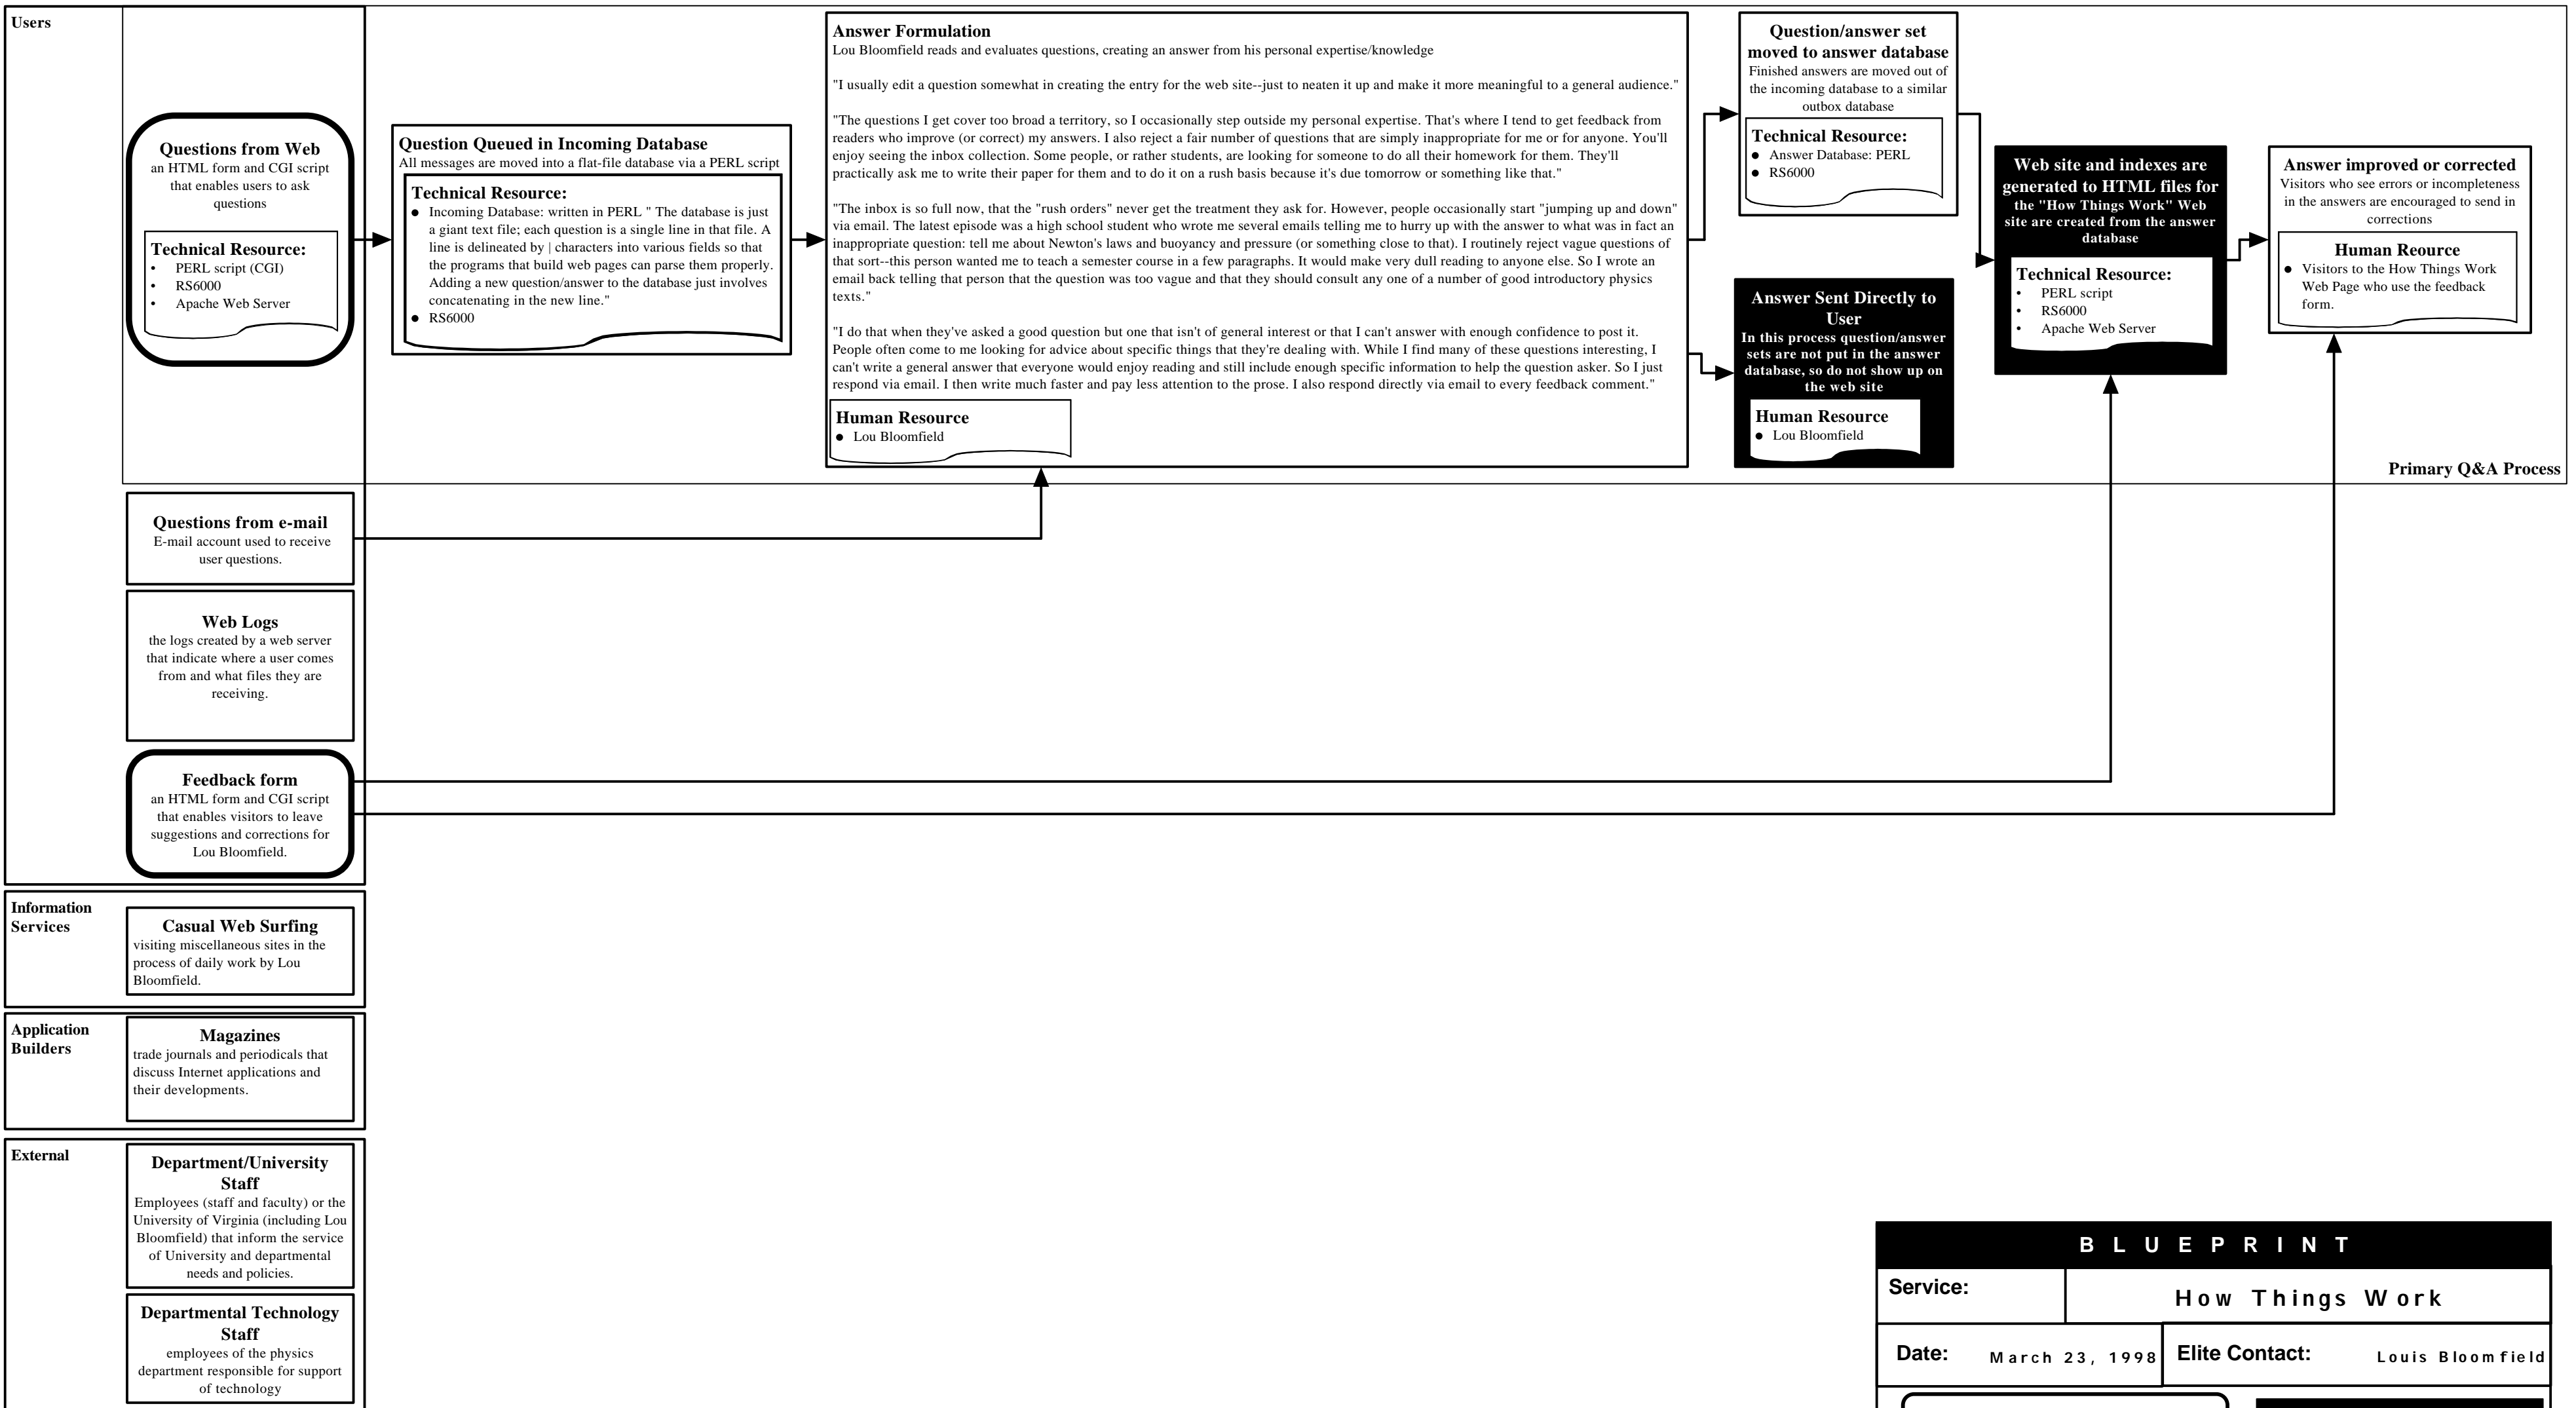 Users
Questions from Web
an HTML form and CGI script
that enables users to ask
questions
Technical Resource:
• PERL script (CGI)
• RS6000
• Apache Web Server
Question Queued in Incoming Database
All messages are moved into a flat-file database via a PERL script
Technical Resource:
● Incoming Database: written in PERL " The database is just
a giant text file; each question is a single line in that file. A
line is delineated by | characters into various fields so that
the programs that build web pages can parse them properly.
Adding a new question/answer to the database just involves
concatenating in the new line."
● RS6000
Answer Formulation
Lou Bloomfield reads and evaluates questions, creating an answer from his personal expertise/knowledge
"I usually edit a question somewhat in creating the entry for the web site--just to neaten it up and make it more meaningful to a general audience."
"The questions I get cover too broad a territory, so I occasionally step outside my personal expertise. That's where I tend to get feedback from
readers who improve (or correct) my answers. I also reject a fair number of questions that are simply inappropriate for me or for anyone. You'll
enjoy seeing the inbox collection. Some people, or rather students, are looking for someone to do all their homework for them. They'll
practically ask me to write their paper for them and to do it on a rush basis because it's due tomorrow or something like that."
"The inbox is so full now, that the "rush orders" never get the treatment they ask for. However, people occasionally start "jumping up and down"
via email. The latest episode was a high school student who wrote me several emails telling me to hurry up with the answer to what was in fact an
inappropriate question: tell me about Newton's laws and buoyancy and pressure (or something close to that). I routinely reject vague questions of
that sort--this person wanted me to teach a semester course in a few paragraphs. It would make very dull reading to anyone else. So I wrote an
email back telling that person that the question was too vague and that they should consult any one of a number of good introductory physics
texts."
"I do that when they've asked a good question but one that isn't of general interest or that I can't answer with enough confidence to post it.
People often come to me looking for advice about specific things that they're dealing with. While I find many of these questions interesting, I
can't write a general answer that everyone would enjoy reading and still include enough specific information to help the question asker. So I just
respond via email. I then write much faster and pay less attention to the prose. I also respond directly via email to every feedback comment."
Human Resource
● Lou Bloomfield
Question/answer set
moved to answer database
Finished answers are moved out of
the incoming database to a similar
outbox database
Technical Resource:
● Answer Database: PERL
● RS6000
Answer Sent Directly to
User
In this process question/answer
sets are not put in the answer
database, so do not show up on
the web site
Human Resource
● Lou Bloomfield
Web site and indexes are
generated to HTML files for
the "How Things Work" Web
site are created from the answer
database
Technical Resource:
• PERL script
• RS6000
• Apache Web Server
Answer improved or corrected
Visitors who see errors or incompleteness
in the answers are encouraged to send in
corrections
Human Reource
● Visitors to the How Things Work
Web Page who use the feedback
form.
Primary Q&A Process
Questions from e-mail
E-mail account used to receive
user questions.
Web Logs
the logs created by a web server
that indicate where a user comes
from and what files they are
receiving.
Feedback form
an HTML form and CGI script
that enables visitors to leave
suggestions and corrections for
Lou Bloomfield.
Information
Services
Casual Web Surfing
visiting miscellaneous sites in the
process of daily work by Lou
Bloomfield.
Application
Builders
Magazines
trade journals and periodicals that
discuss Internet applications and
their developments.
External
Department/University
Staff
Employees (staff and faculty) or the
University of Virginia (including Lou
Bloomfield) that inform the service
of University and departmental
needs and policies.
Departmental Technology
Staff
employees of the physics
department responsible for support
of technology
BLUEPRINT
Service:
How Things Work
Date:
March 23, 1998
Elite Contact:
Louis Bloomfield